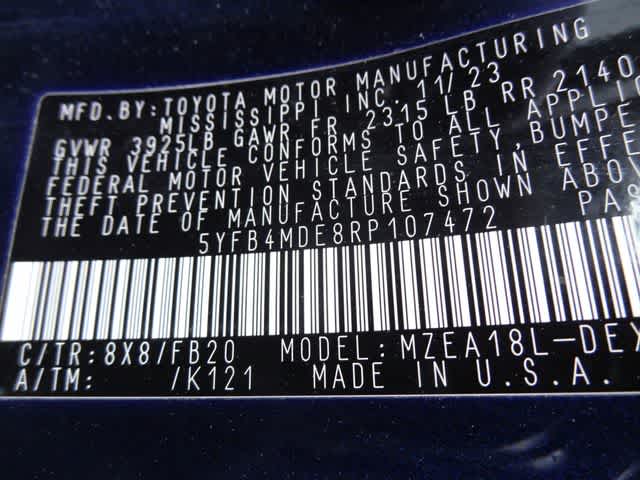 MFD. BY: TOYOTA MOTOR MANUFACTURING
MISSISSIPPI INC. 11/23
GVWR 3925LB GAWR FR 2315 LB RR 2140
THIS VEHICLE CONFORMS TO ALL APPLI
FEDERAL MOTOR VEHICLE SAFETY, BUMPE
THEFT PREVENTION STANDARDS IN EFFE
THE DATE OF MANUFACTURE SHOWN ABO
5YFB4MDE8RP107472 PAS
C/TR: 8X8/FB20 MODEL: MZEA18L-DEX
A/TM: /K121 MADE IN U.S.A.